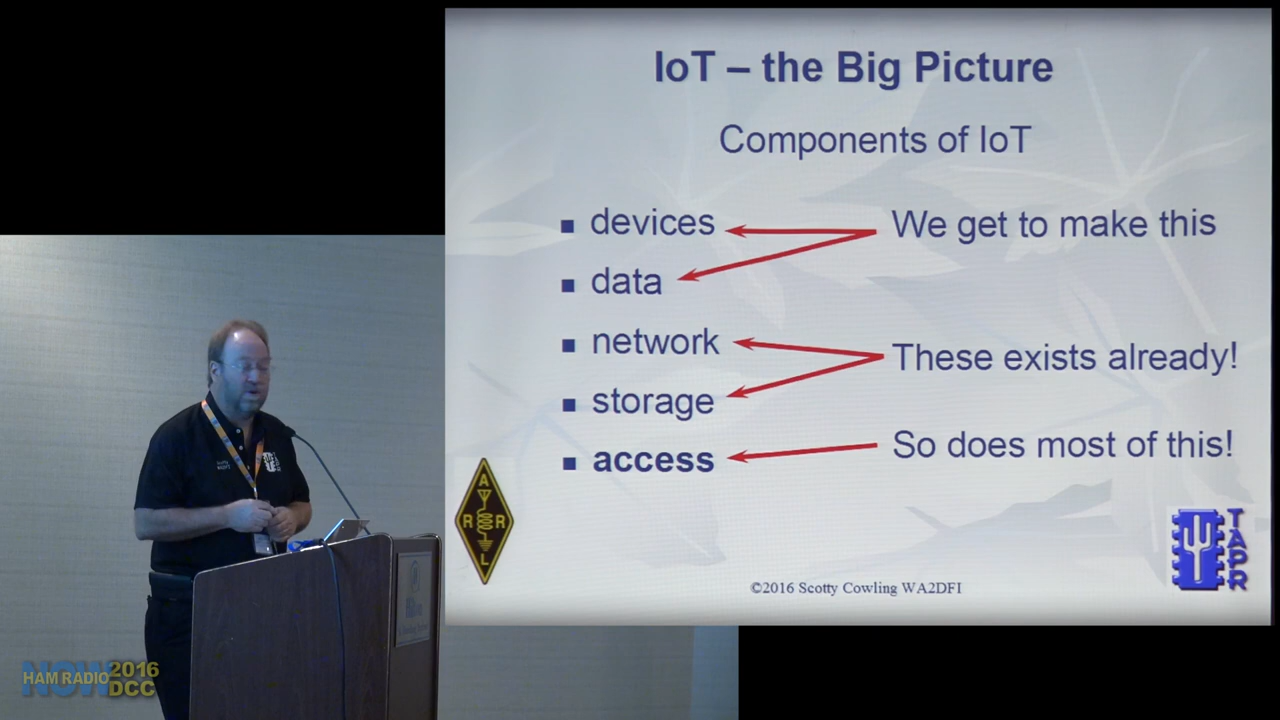 IoT – the Big Picture
Components of IoT
■ devices
We get to make this
■ data
■ network
These exists already!
■ storage
■ access
So does most of this!
A
R R
L
TAPR
©2016 Scotty Cowling WA2DFI
HAM RADIO
NOW
2016
DCC